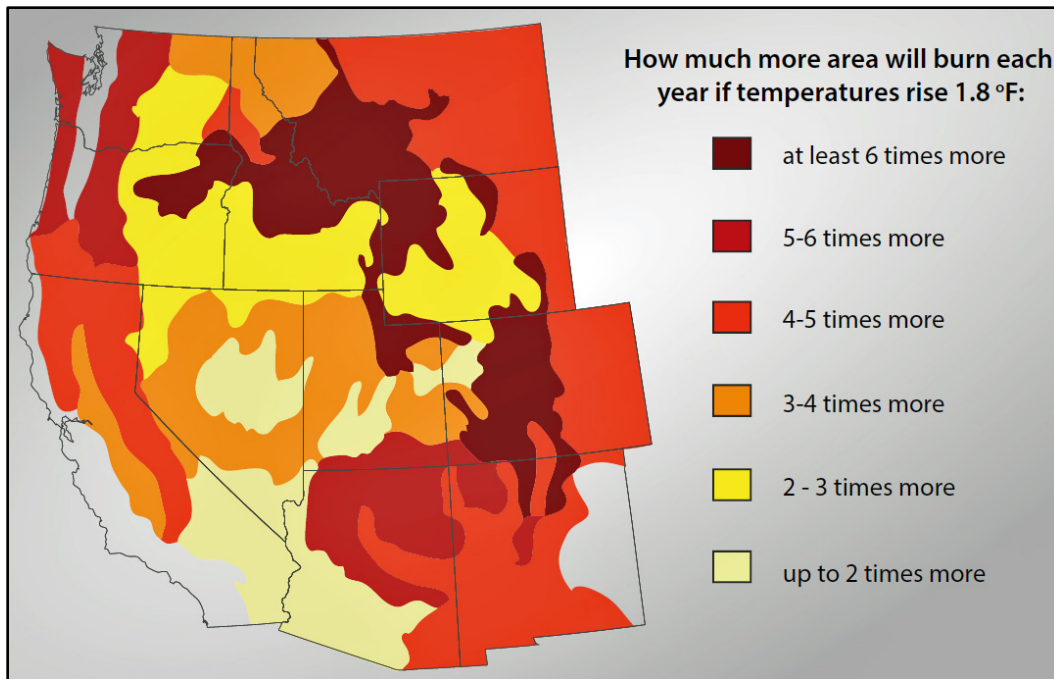 How much more area will burn each
year if temperatures rise 1.8 ºF:
at least 6 times more
5-6 times more
4-5 times more
3-4 times more
2 - 3 times more
up to 2 times more